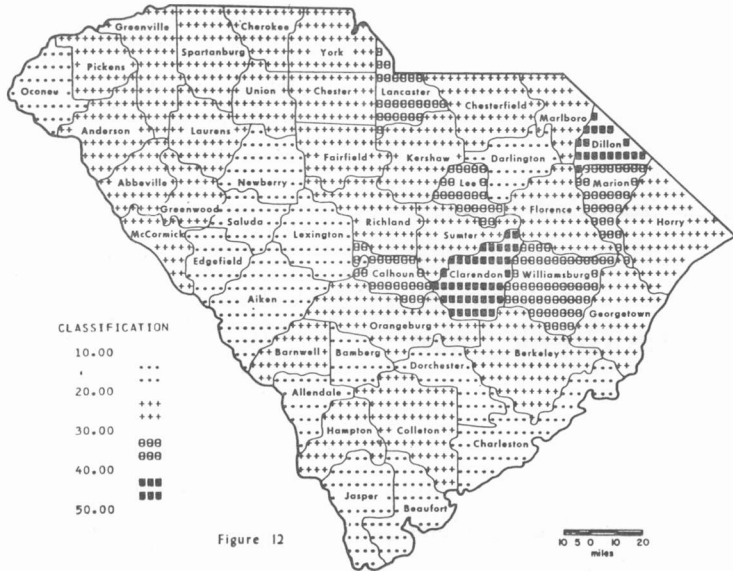 Greenville
Cherokee
Spartanburg
York
Pickens
Oconee
Union
Chester
Lancaster
Chesterfield
Marlboro
Anderson
Laurens
Dillon
Fairfield
Kershaw
Darlington
Abbeville
Newberry
Lee
Marion
Greenwood
Saluda
Richland
Florence
Horry
McCormick
Lexington
Sumter
Edgefield
Calhoun
Clarendon
Williamsburg
Aiken
Georgetown
Orangeburg
Barnwell
Bamberg
Berkeley
Dorchester
Allendale
Hampton
Colleton
Charleston
Jasper
Beaufort
CLASSIFICATION
10.00
20.00
30.00
40.00
50.00
Figure 12
10 5 0 10 20
miles